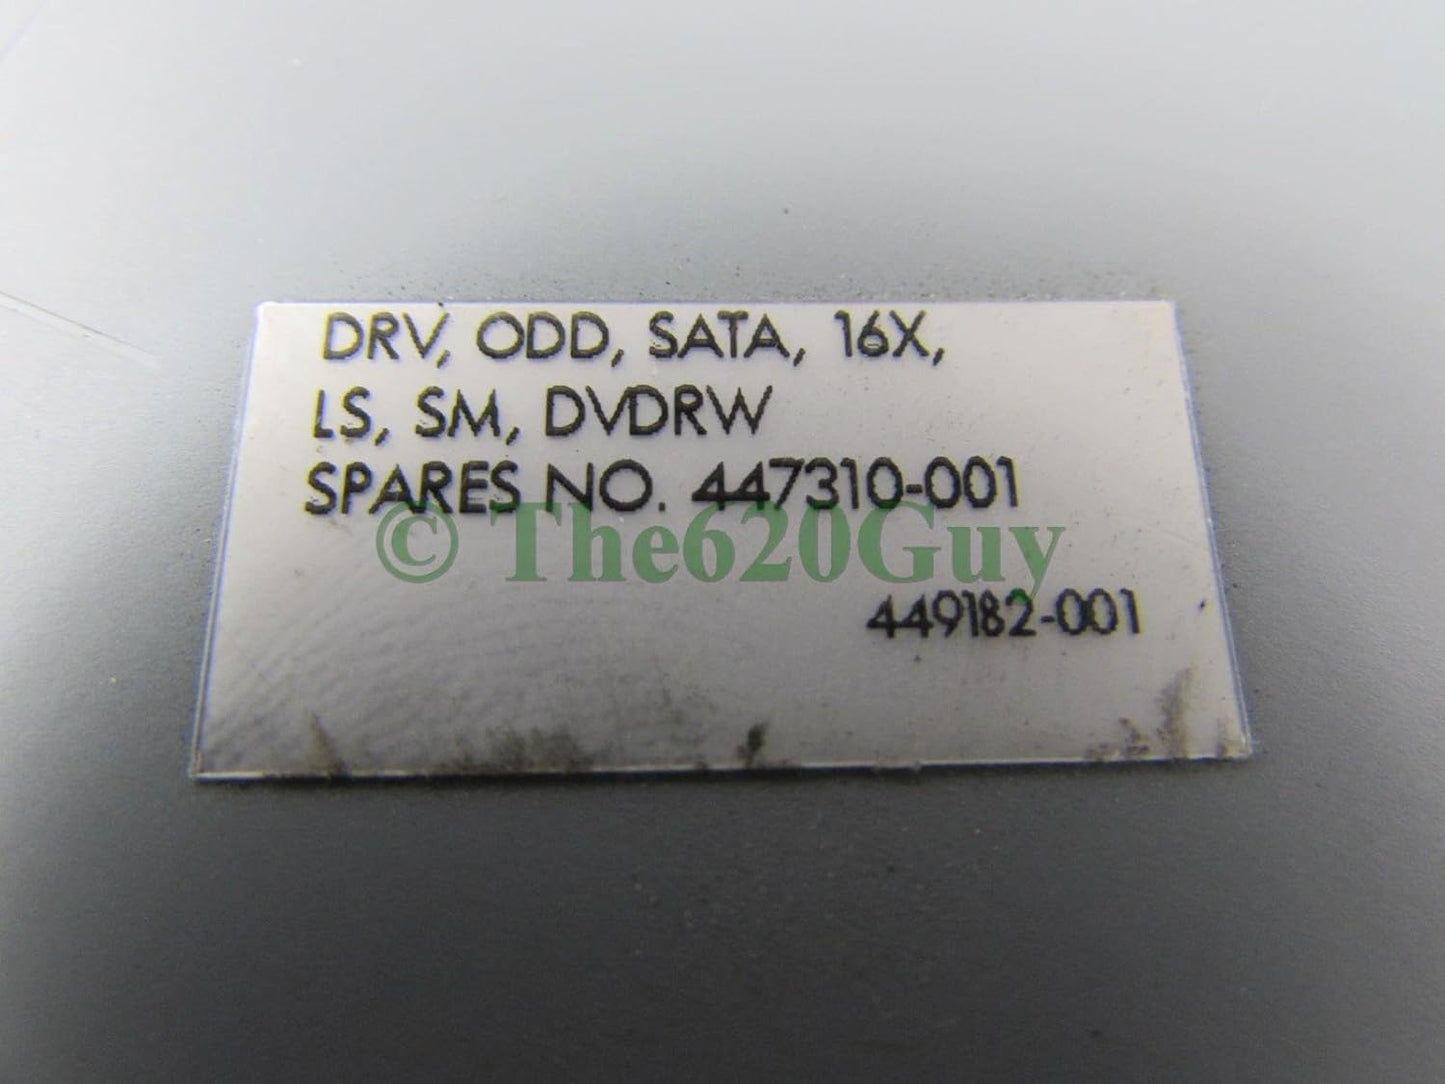 DRV, ODD, SATA, 16X,
LS, SM, DVDRW
SPARES NO. 447310-001
© The620Guy
449182-001